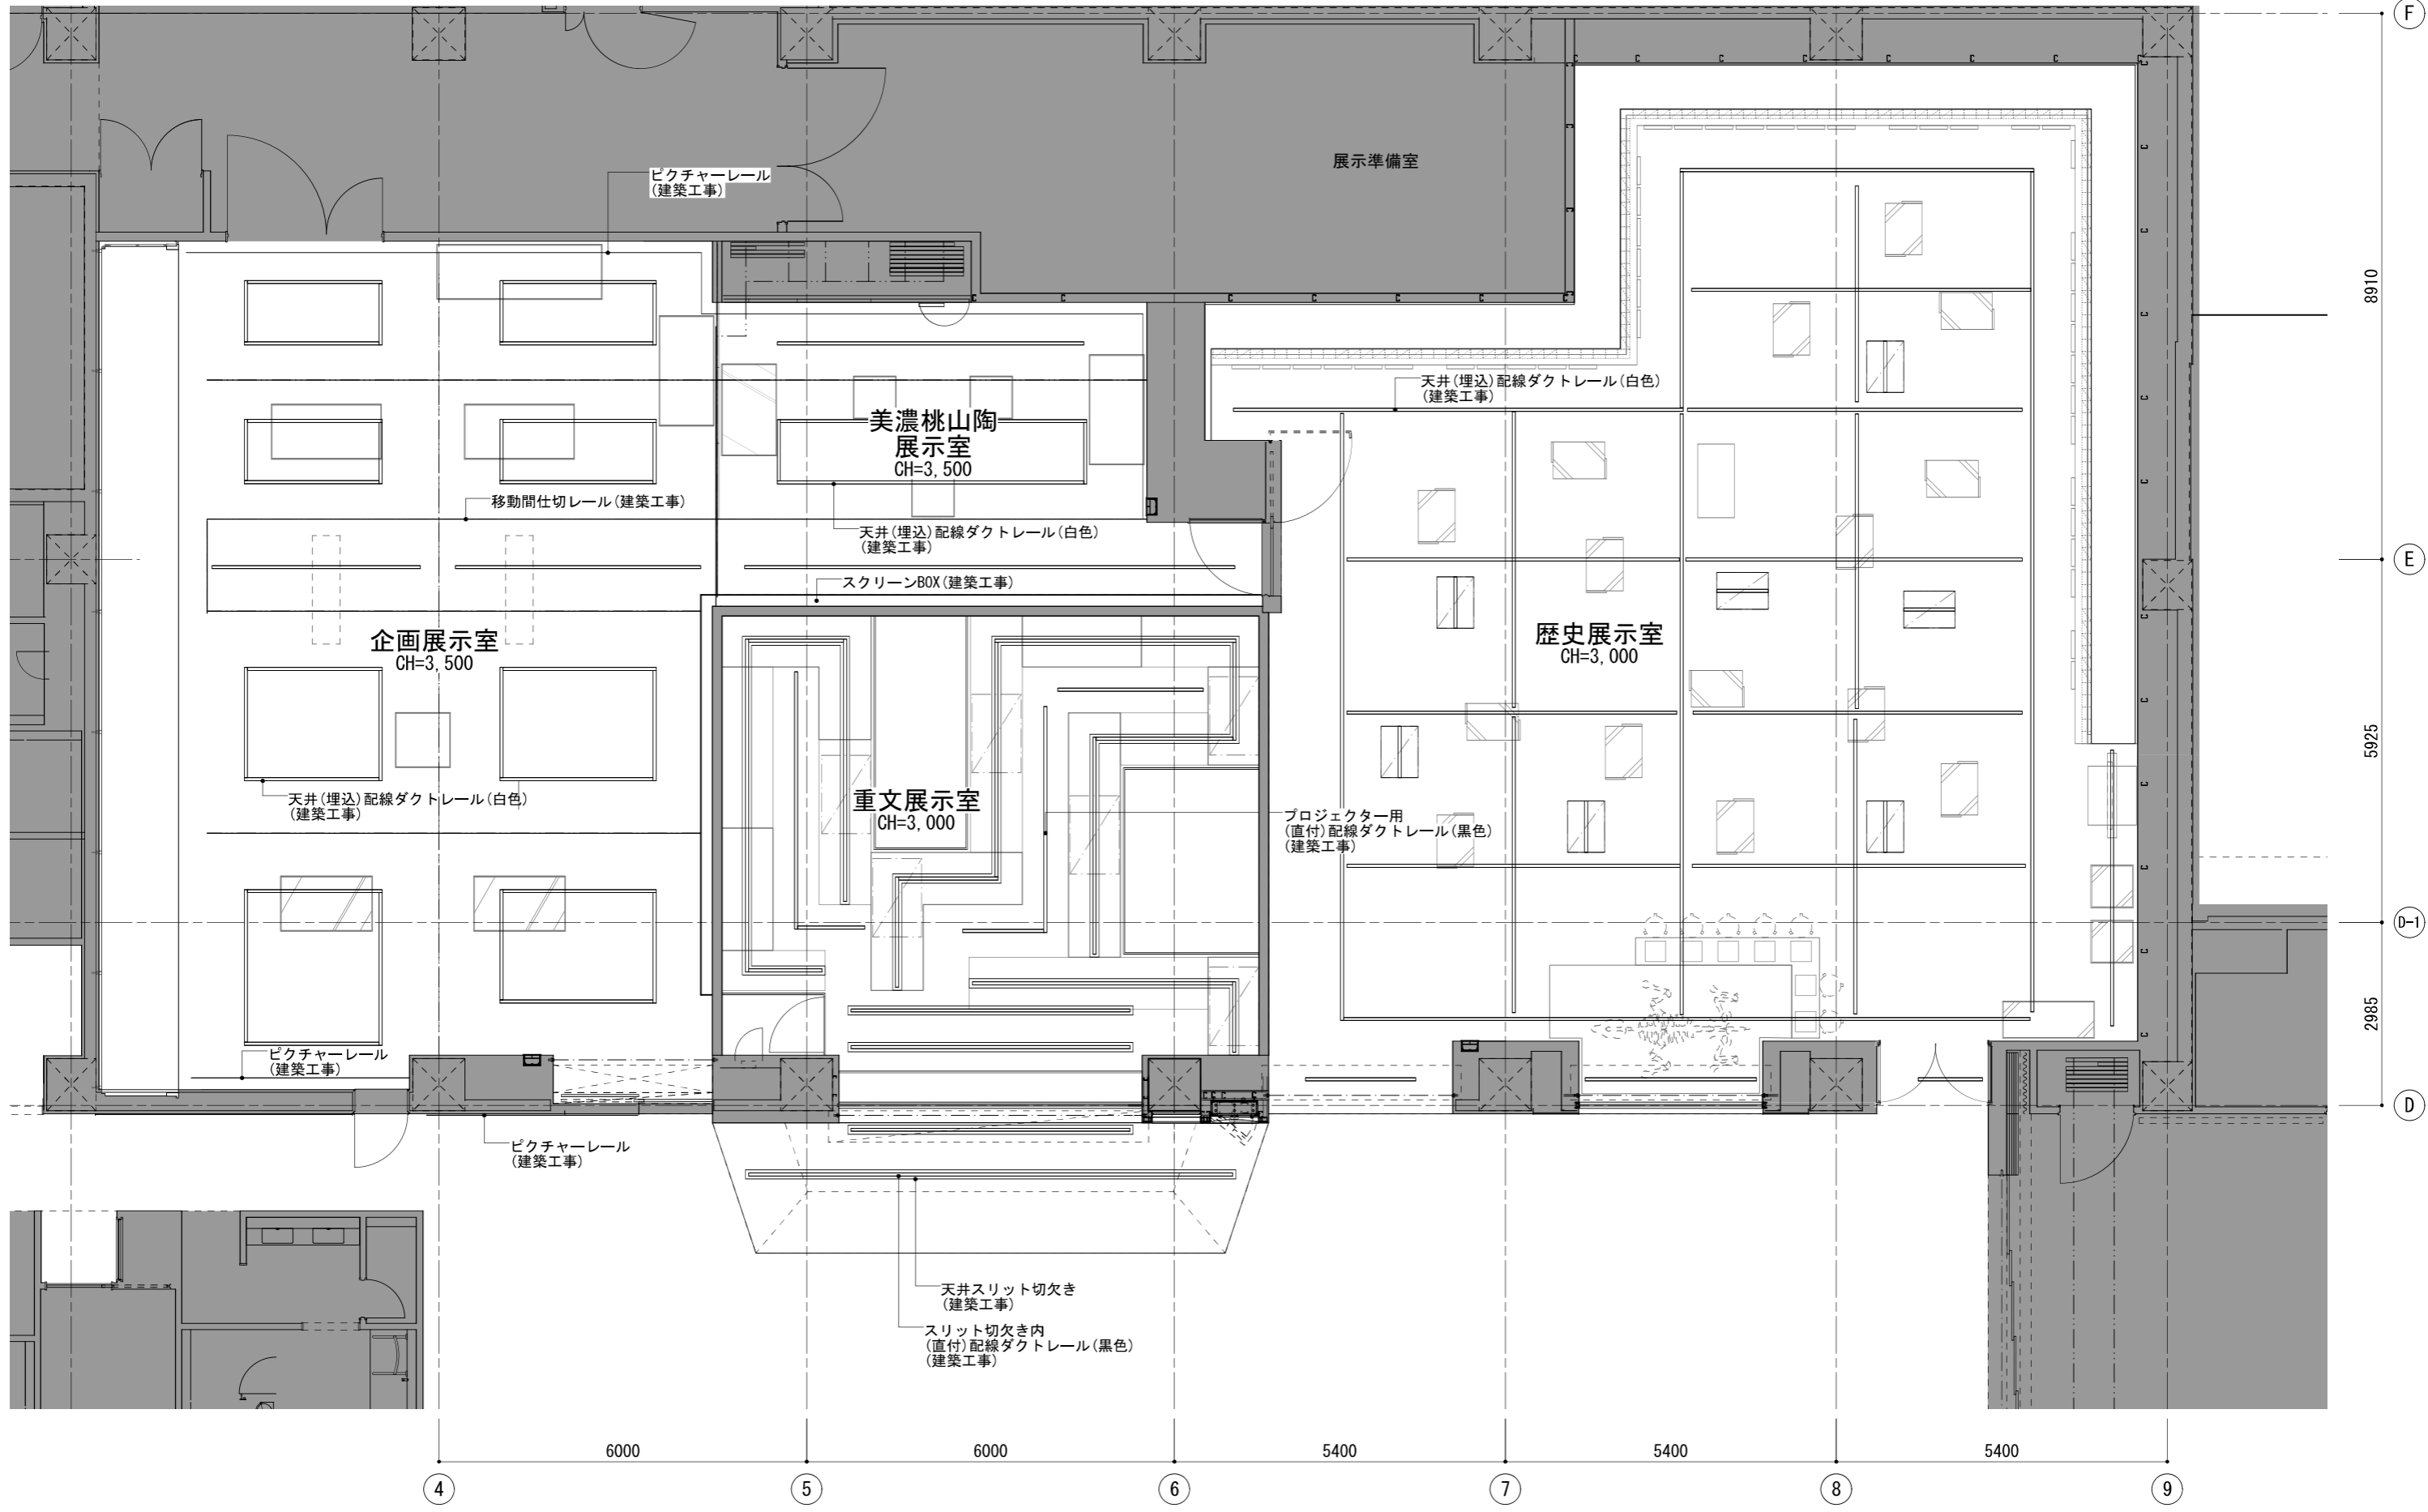 F
展示準備室
ピクチャーレール
(建築工事)
8910
天井(埋込)配線ダクトレール(白色)
(建築工事)
美濃桃山陶
展示室
CH=3,500
移動間仕切レール(建築工事)
天井(埋込)配線ダクトレール(白色)
(建築工事)
E
スクリーンBOX(建築工事)
企画展示室
CH=3,500
歴史展示室
CH=3,000
5925
天井(埋込)配線ダクトレール(白色)
(建築工事)
重文展示室
CH=3,000
プロジェクター用
(直付)配線ダクトレール(黒色)
(建築工事)
D-1
2985
ピクチャーレール
(建築工事)
D
ピクチャーレール
(建築工事)
天井スリット切欠き
(建築工事)
スリット切欠き内
(直付)配線ダクトレール(黒色)
(建築工事)
6000
6000
5400
5400
5400
4
5
6
7
8
9